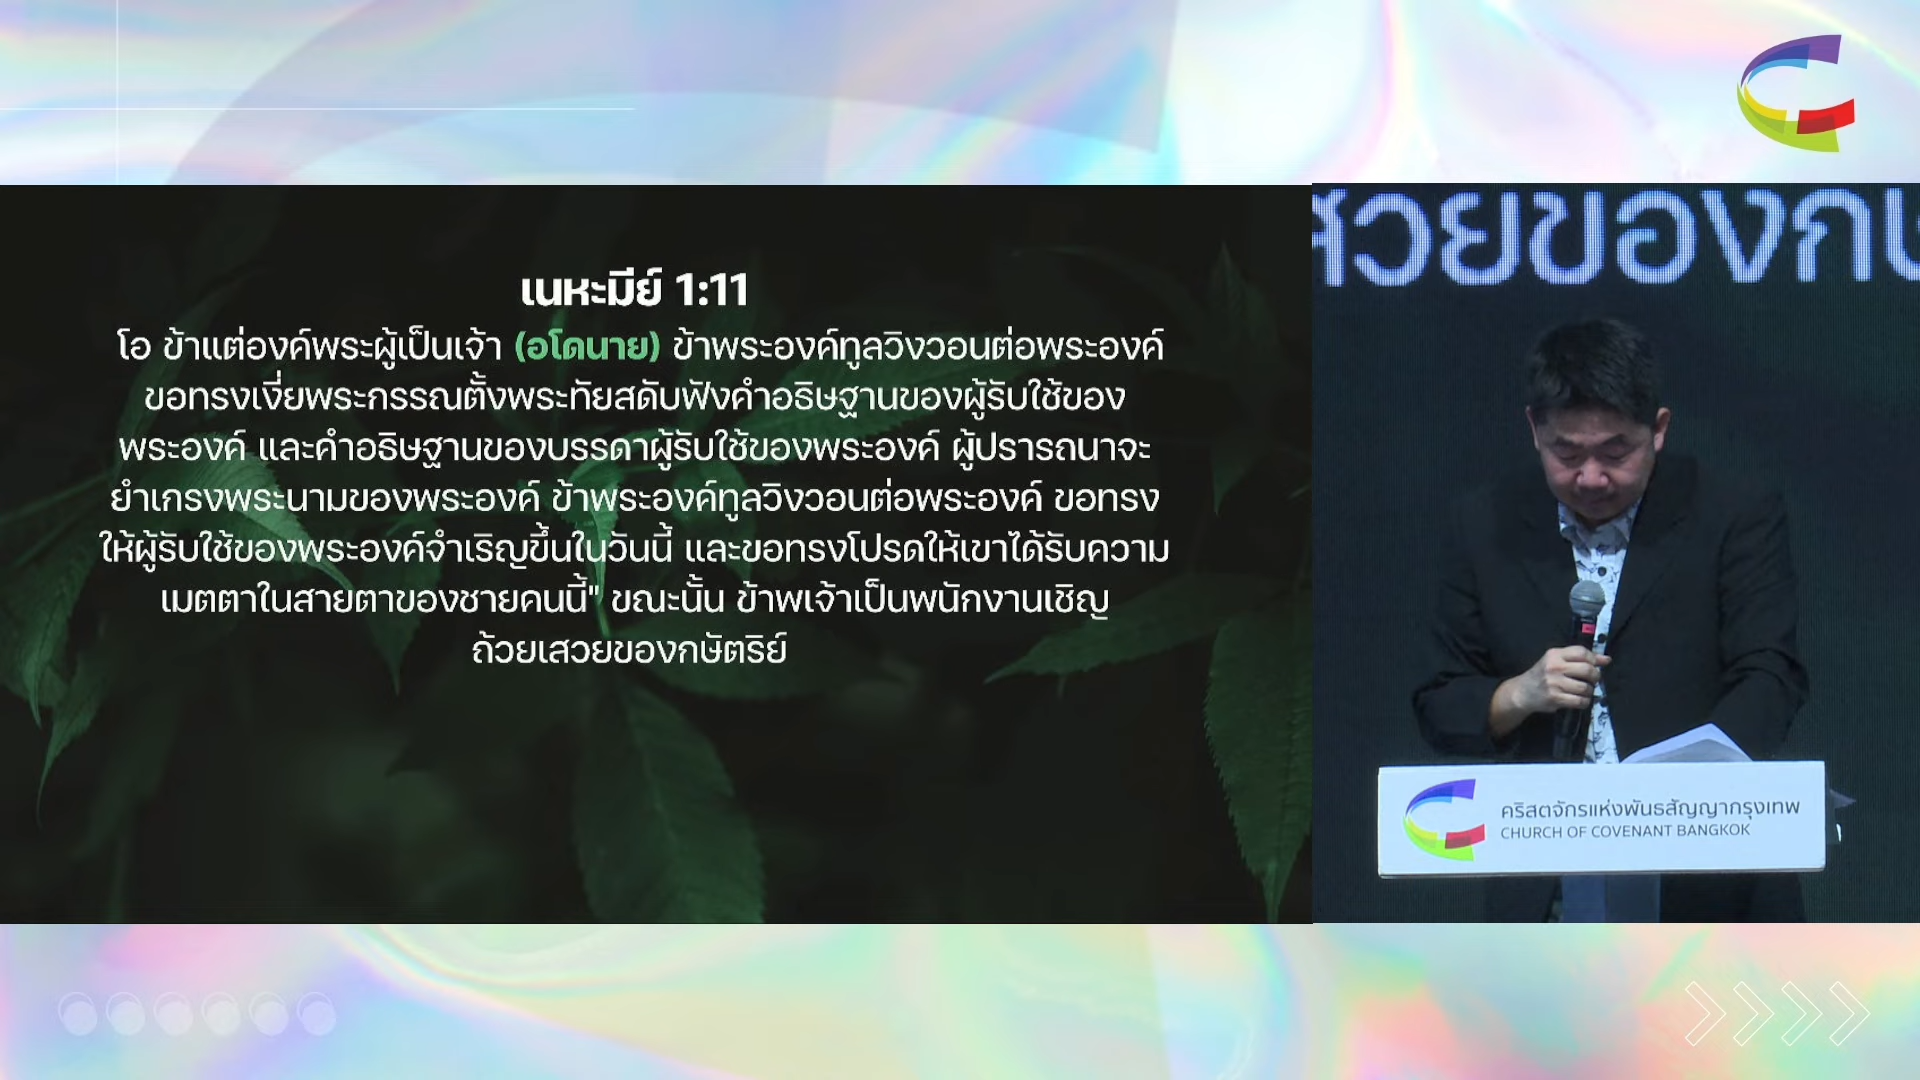 เนหะมีย์ 1:11
โอ ข้าแต่องค์พระผู้เป็นเจ้า (อโดนาย) ข้าพระองค์ทูลวิงวอนต่อพระองค์
ขอทรงเงี่ยพระกรรณตั้งพระทัยสดับฟังคำอธิษฐานของผู้รับใช้ของ
พระองค์ และคำอธิษฐานของบรรดาผู้รับใช้ของพระองค์ ผู้ปรารถนาจะ
ยำเกรงพระนามของพระองค์ ข้าพระองค์ทูลวิงวอนต่อพระองค์ ขอทรง
ให้ผู้รับใช้ของพระองค์จำเริญขึ้นในวันนี้ และขอทรงโปรดให้เขาได้รับความ
เมตตาในสายตาของชายคนนี้" ขณะนั้น ข้าพเจ้าเป็นพนักงานเชิญ
ถ้วยเสวยของกษัตริย์
สวยของกษ
คริสตจักรแห่งพันธสัญญากรุงเทพ
CHURCH OF COVENANT BANGKOK